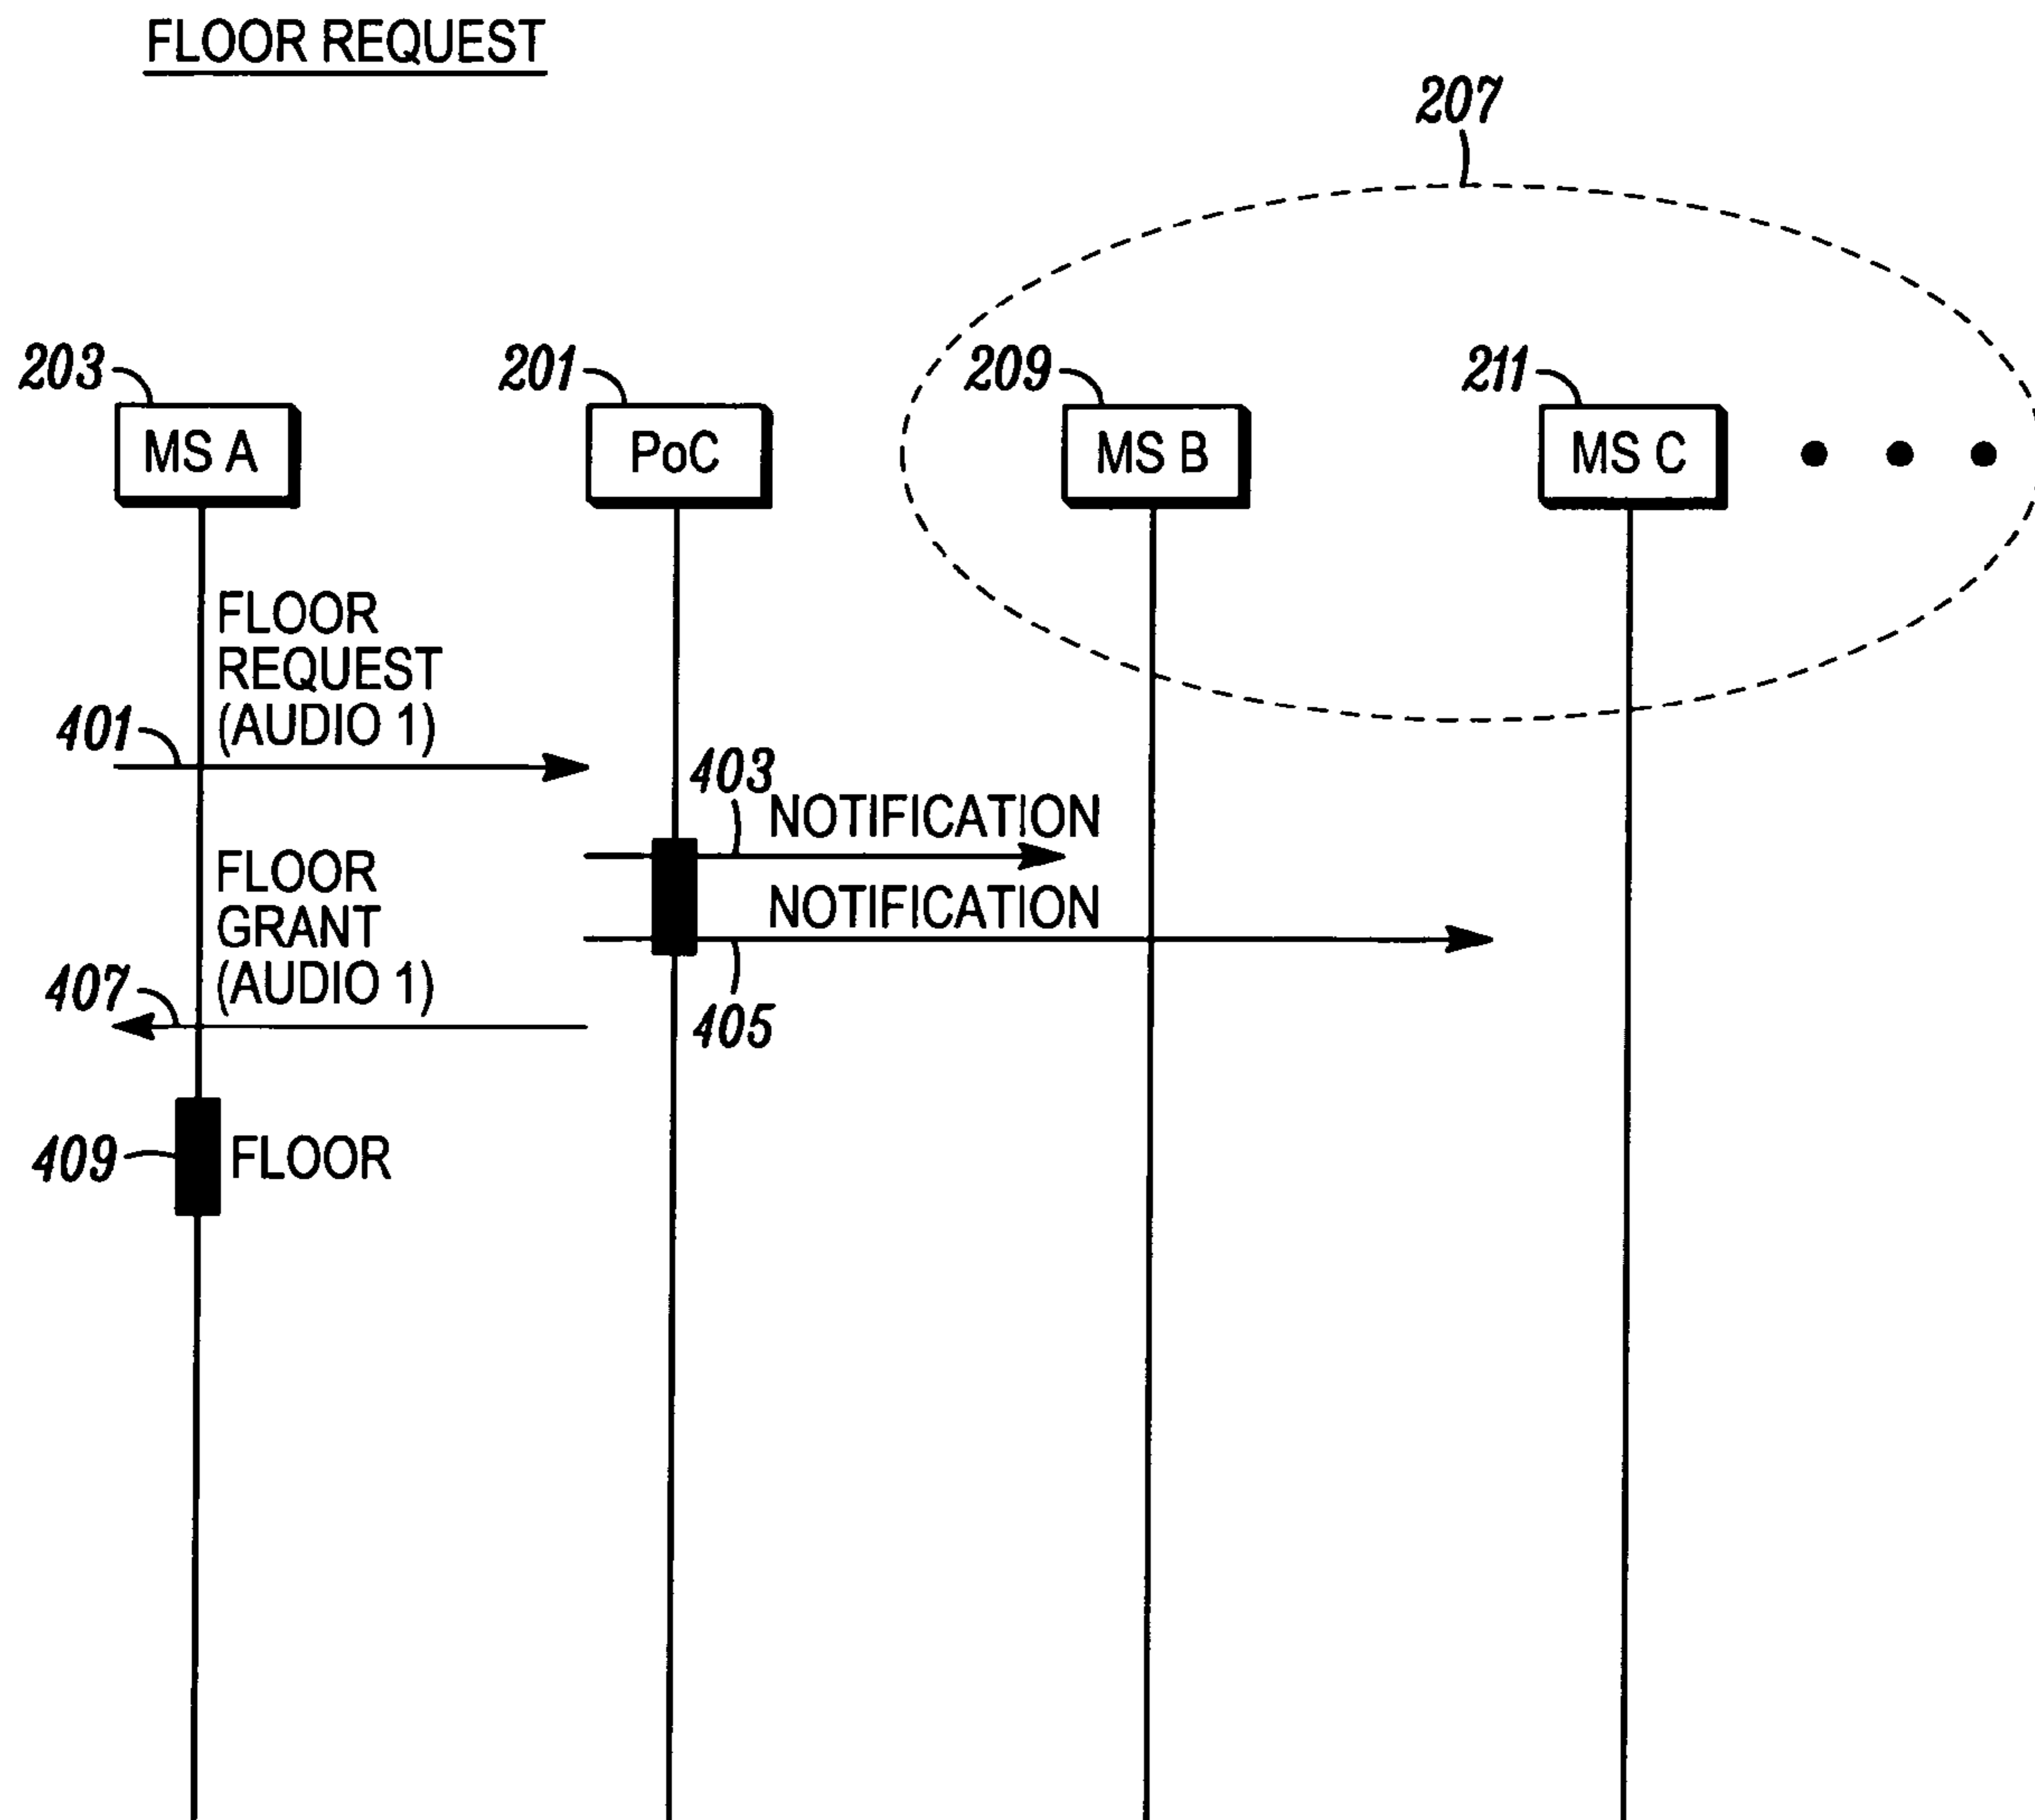 FLOOR REQUEST
207
203
201
209
211
MS A
PoC
MS B
MS C
FLOOR
REQUEST
(AUDIO 1)
401
403
NOTIFICATION
FLOOR
GRANT
(AUDIO 1)
NOTIFICATION
407
405
409
FLOOR